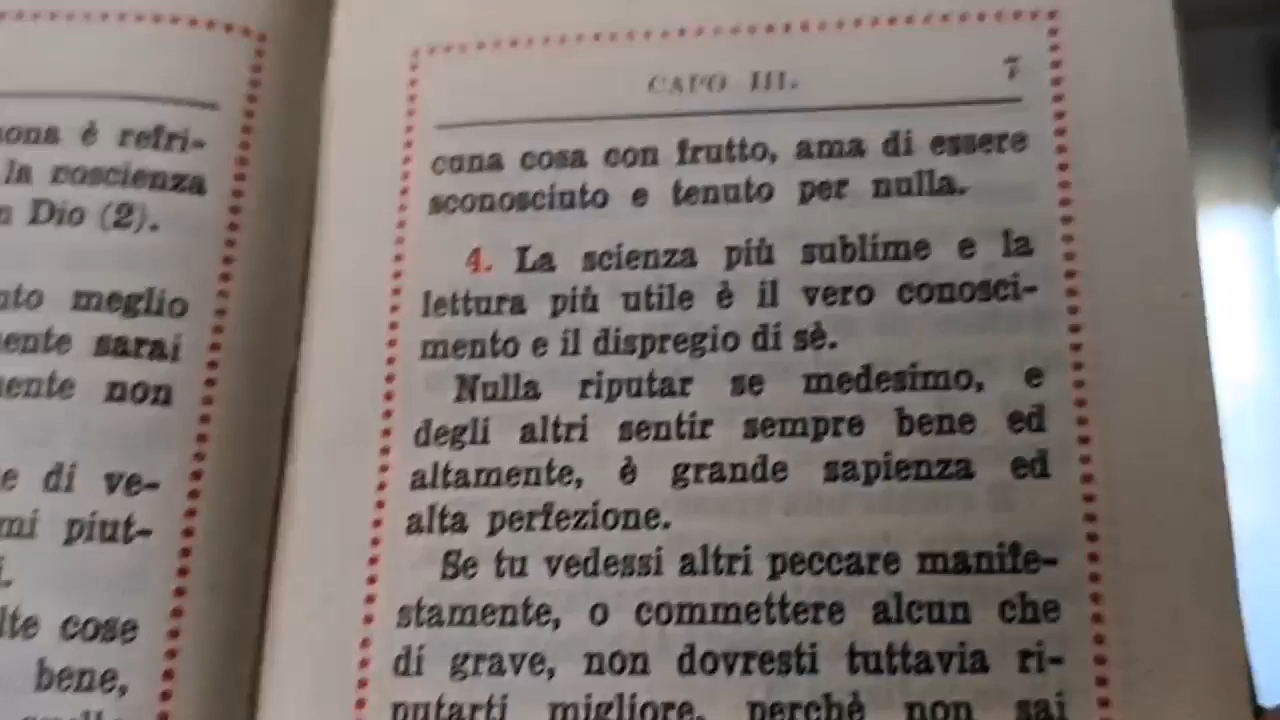 ona è refri-
la coscienza
n Dio (2).
nto meglio
ente sarai
ente non
e di ve-
mi piut-
i.
lte cose
bene,
CAPO III. 7
cuna cosa con frutto, ama di essere
sconosciuto e tenuto per nulla.
4. La scienza più sublime e la
lettura più utile è il vero conosci-
mento e il dispregio di sè.
Nulla riputar se medesimo, e
degli altri sentir sempre bene ed
altamente, è grande sapienza ed
alta perfezione.
Se tu vedessi altri peccare manife-
stamente, o commettere alcun che
di grave, non dovresti tuttavia ri-
putarti migliore, perchè non sai